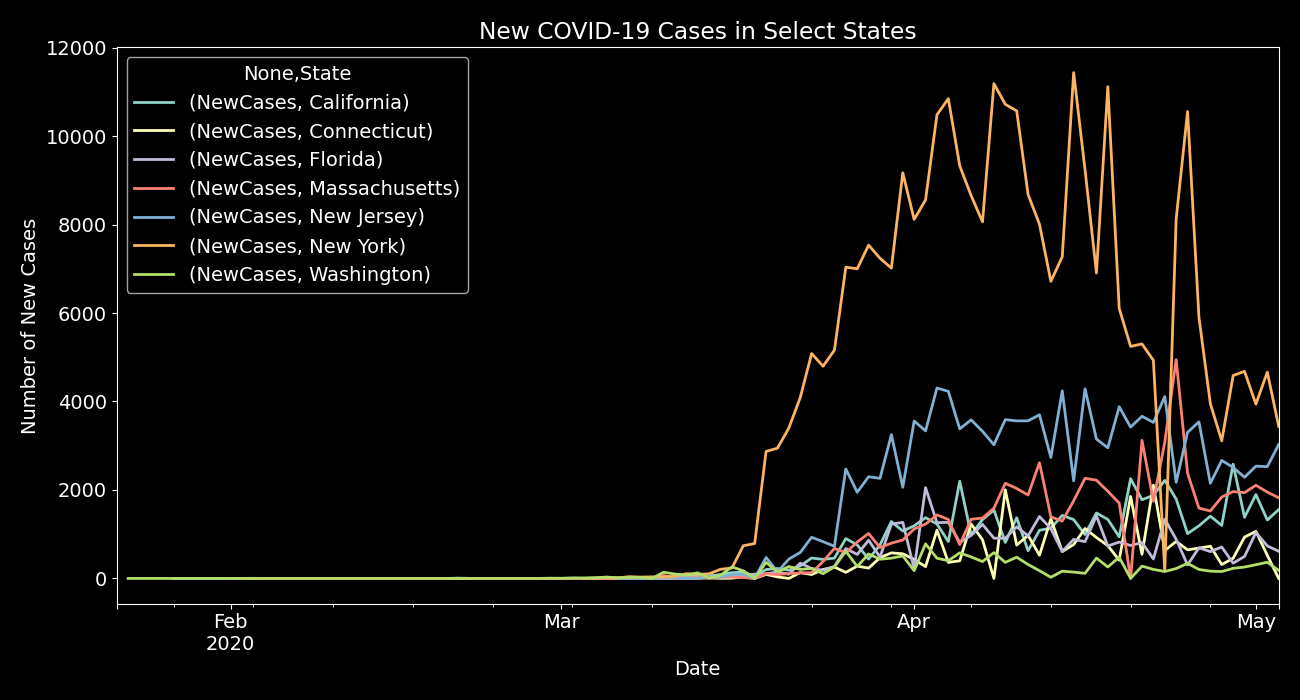 New COVID-19 Cases in Select States
12000
10000
8000
6000
4000
2000
0
Number of New Cases
None,State
(NewCases, California)
(NewCases, Connecticut)
(NewCases, Florida)
(NewCases, Massachusetts)
(NewCases, New Jersey)
(NewCases, New York)
(NewCases, Washington)
Feb Mar Apr May
2020
Date